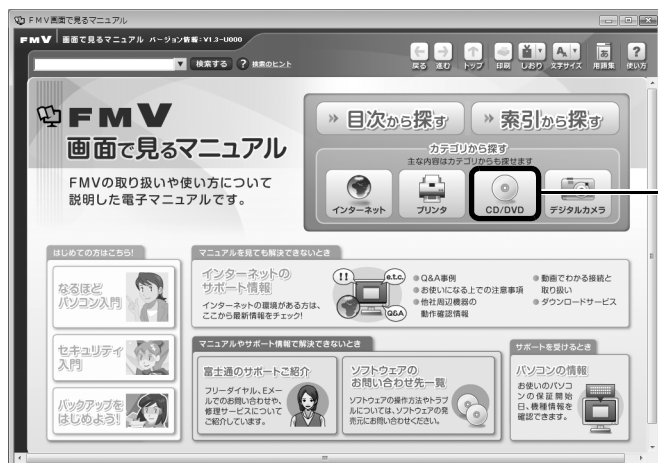 FMV画面で見るマニュアル
FMV 画面で見るマニュアル バージョン情報：V1.3-U000
検索する ? 検索のヒント
戻る 進む トップ 印刷 しおり 文字サイズ 用語集 使い方
A A あ ?
FMV
画面で見るマニュアル
FMVの取り扱いや使い方について
説明した電子マニュアルです。
目次から探す
索引から探す
カテゴリから探す
主な内容はカテゴリからも探せます
インターネット プリンタ CD/DVD デジタルカメラ
はじめての方はこちら!
なるほど
パソコン入門
セキュリティ
入門
バックアップを
はじめよう!
マニュアルを見ても解決できないとき
インターネットの
サポート情報
インターネットの環境がある方は、
ここから最新情報をチェック!
!! e.t.c. Q&A
Q&A事例
お使いになる上での注意事項
他社周辺機器の
動作確認情報
動画でわかる接続と
取り扱い
ダウンロードサービス
マニュアルやサポート情報で解決できないとき
富士通のサポートご紹介
フリーダイヤル、Eメー
ルでのお問い合わせや、
修理サービスについて
ご紹介しています。
ソフトウェアの
お問い合わせ先一覧
ソフトウェアの操作方法やトラブ
ルについては、ソフトウェアの発
売元にお問い合わせください。
サポートを受けるとき
パソコンの情報
お使いのパソコ
ンの保証開始
日、機種情報を
確認できます。